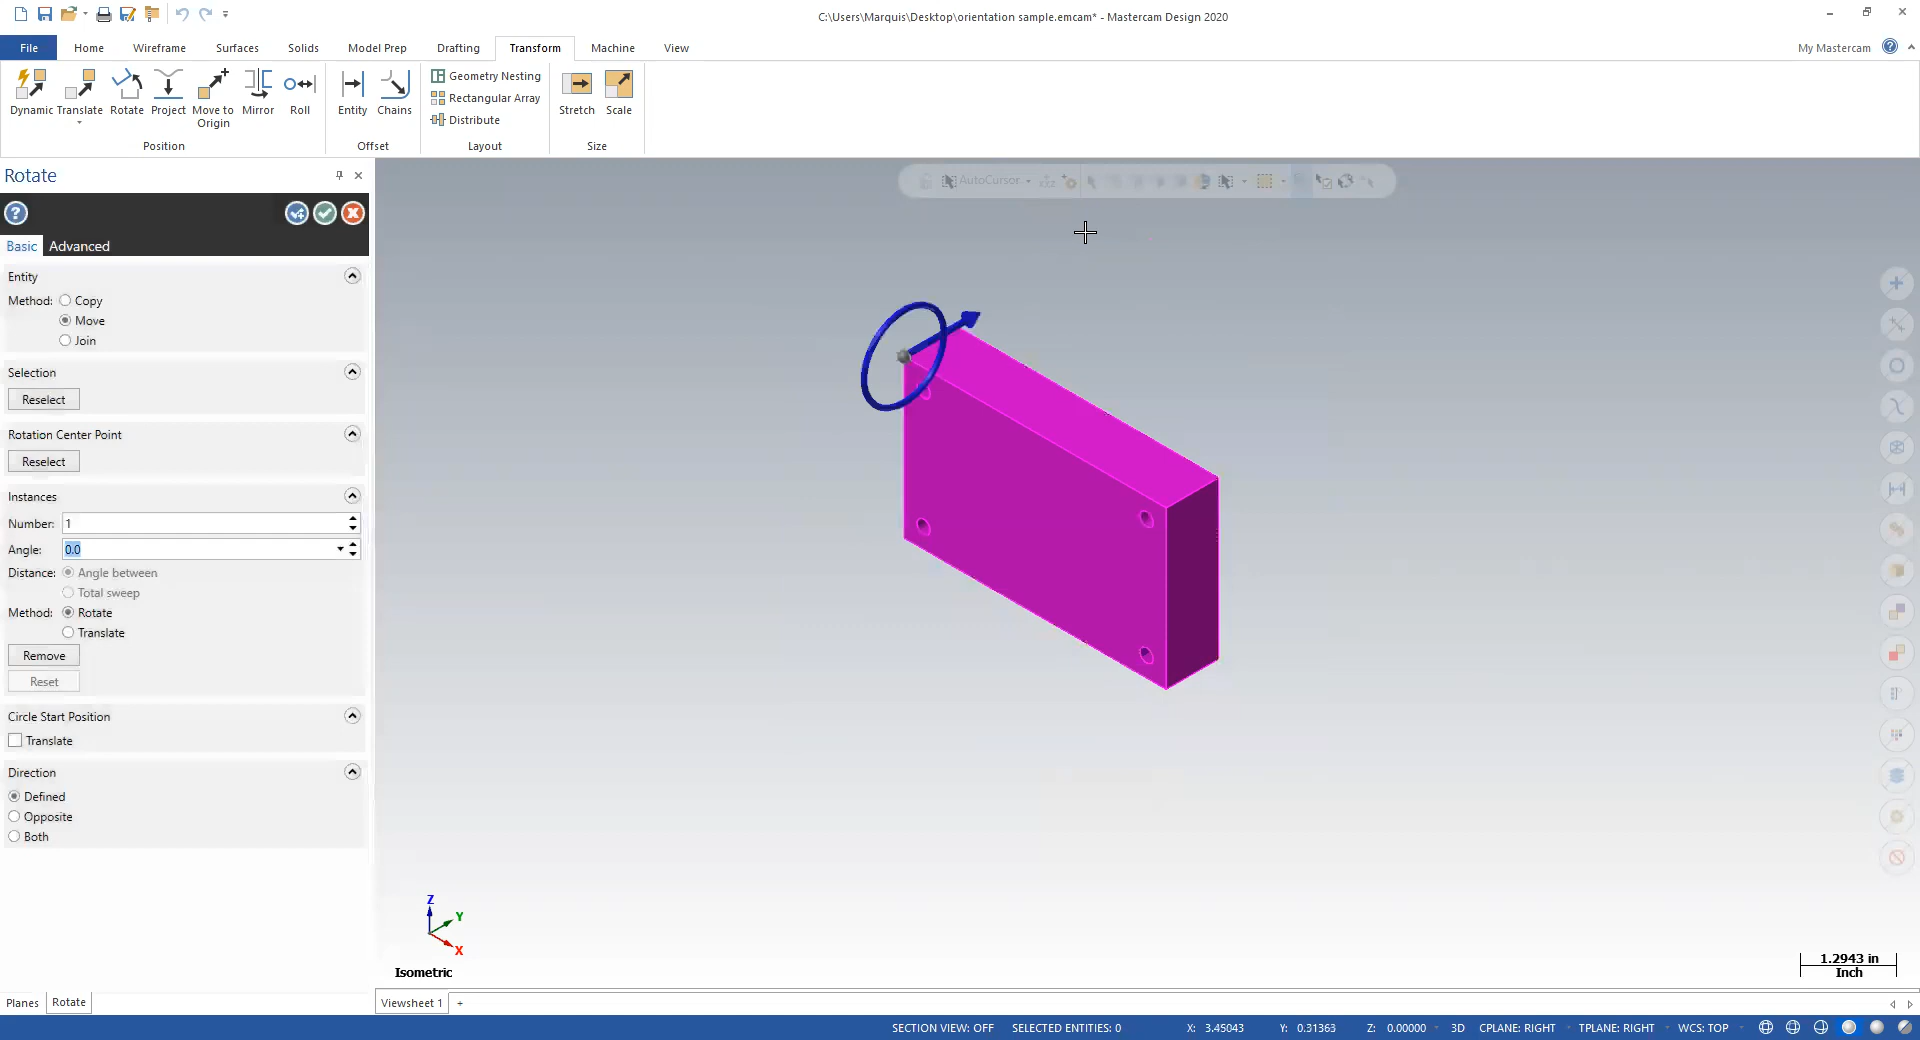 C:\Users\Marquis\Desktop\orientation sample.emcam* - Mastercam Design 2020
File Home Wireframe Surfaces Solids Model Prep Drafting Transform Machine View My Mastercam
Dynamic Translate Rotate Project Move to Origin Mirror Roll Entity Chains Geometry Nesting Stretch Scale
Rectangular Array
Distribute
Position Offset Layout Size
Rotate
AutoCursor
Basic Advanced
Entity
Method: Copy
Move
Join
Selection
Reselect
Rotation Center Point
Reselect
Instances
Number: 1
Angle: 0.0
Distance: Angle between
Total sweep
Method: Rotate
Translate
Remove
Reset
Circle Start Position
Translate
Direction
Defined
Opposite
Both
Z
Y
X
Isometric
1.2943 in
Inch
Planes Rotate Viewsheet 1 +
SECTION VIEW: OFF SELECTED ENTITIES: 0 X: 3.45043 Y: 0.31363 Z: 0.00000 3D CPLANE: RIGHT TPLANE: RIGHT WCS: TOP